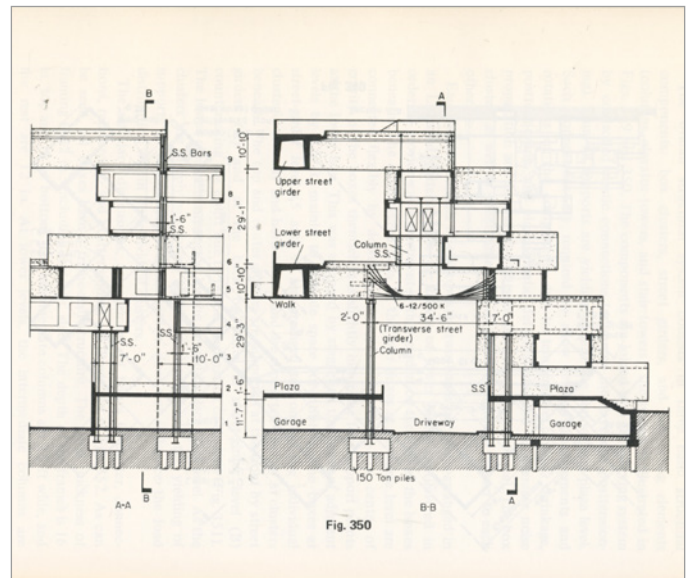 B
A
S.S. Bars
9
8
7
6
5
4
3
2
1
10'-10"
29'-1"
10'-10"
29'-3"
1'-6"
11'-7"
1'-6"
S.S.
S.S.
S.S.
7'-0"
1'-6"
10'-0"
Upper street
girder
Lower street
girder
Column
S.S.
Walk
6-12/500 K
2'-0"
34'-6"
7'-0"
(Transverse street
girder)
Column
S.S.
Plaza
Plaza
Garage
Driveway
Garage
150 Ton piles
B
A
A-A
B-B
Fig. 350